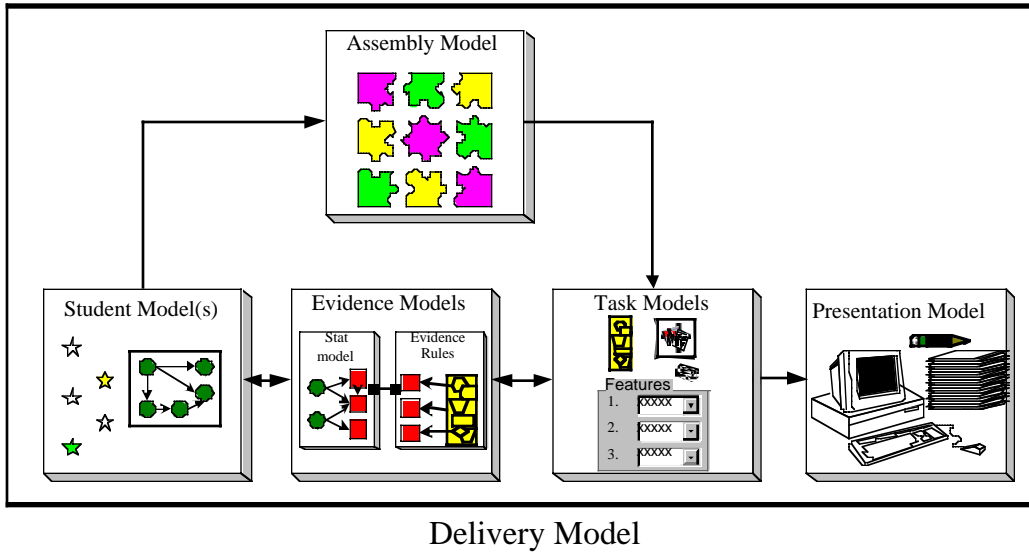 Assembly Model
Student Model(s)
Evidence Models
Stat
model
Evidence
Rules
Task Models
Features
1. XXXXX
2. XXXXX
3. XXXXX
Presentation Model
Delivery Model